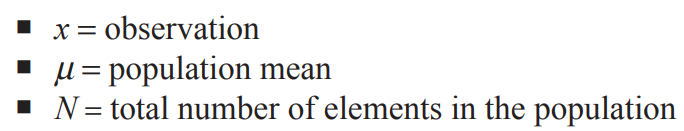 ▪ x = observation
▪ μ = population mean
▪ N = total number of elements in the population